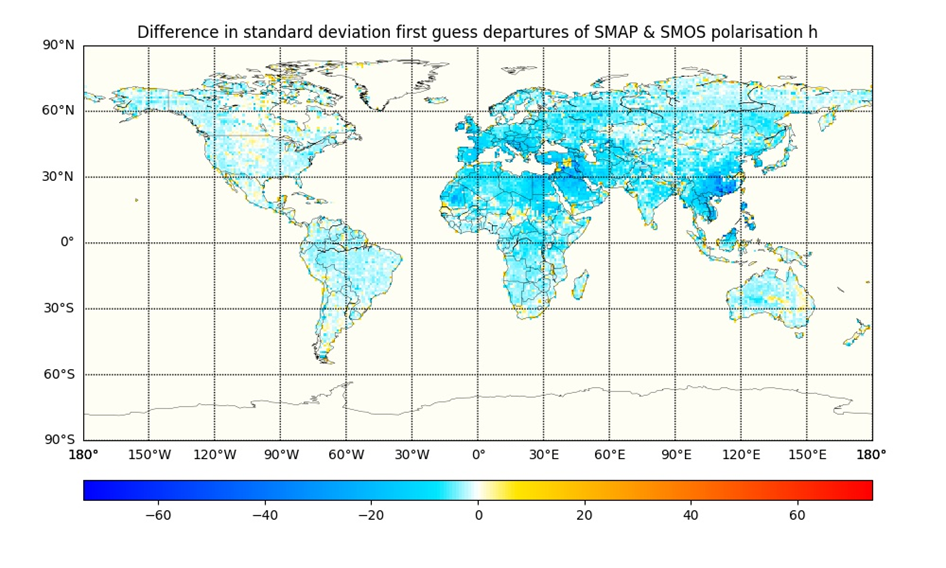 Difference in standard deviation first guess departures of SMAP & SMOS polarisation h
90°N
60°N
30°N
0°
30°S
60°S
90°S
180° 150°W 120°W 90°W 60°W 30°W 0° 30°E 60°E 90°E 120°E 150°E 180°
−60 −40 −20 0 20 40 60